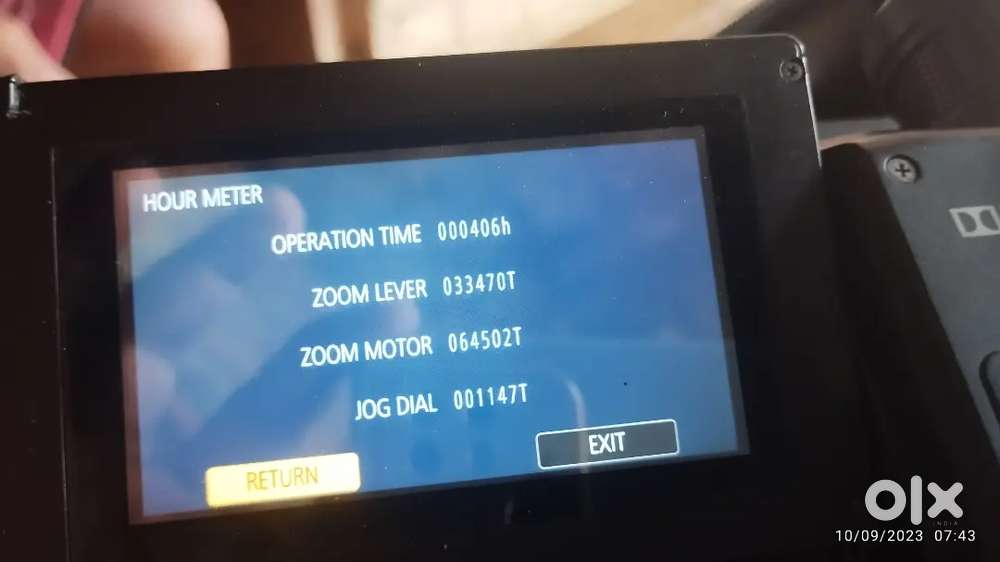 HOUR METER
OPERATION TIME 000406h
ZOOM LEVER 033470T
ZOOM MOTOR 064502T
JOG DIAL 001147T
EXIT
RETURN
olx
INDIA
10/09/2023 07:43